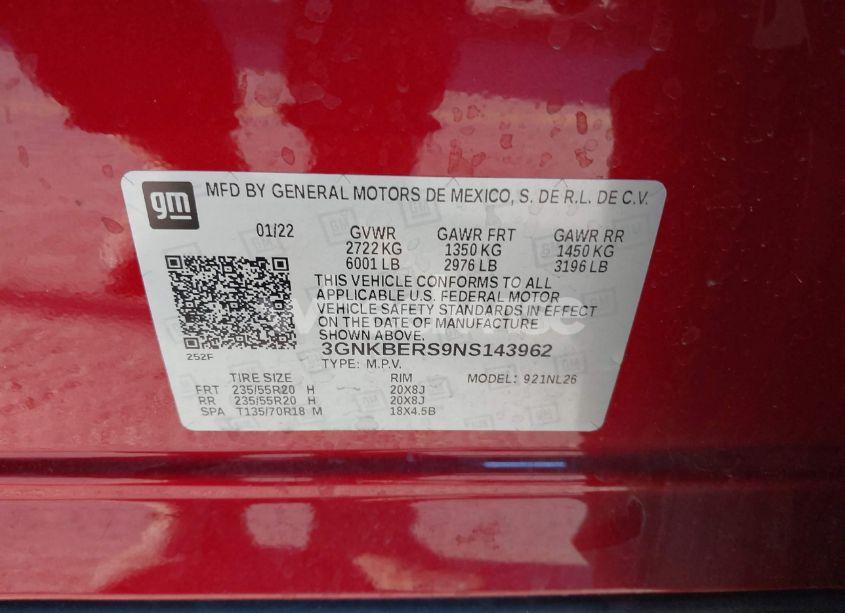 gm MFD BY GENERAL MOTORS DE MEXICO, S. DE R.L. DE C.V.
01/22 GVWR GAWR FRT GAWR RR
2722 KG 1350 KG 1450 KG
6001 LB 2976 LB 3196 LB
THIS VEHICLE CONFORMS TO ALL
APPLICABLE U.S. FEDERAL MOTOR
VEHICLE SAFETY STANDARDS IN EFFECT
ON THE DATE OF MANUFACTURE
SHOWN ABOVE.
252F 3GNKBERS9NS143962
TYPE: M.P.V.
TIRE SIZE RIM MODEL: 921NL26
FRT 235/55R20 H 20X8J
RR 235/55R20 H 20X8J
SPA T135/70R18 M 18X4.5B